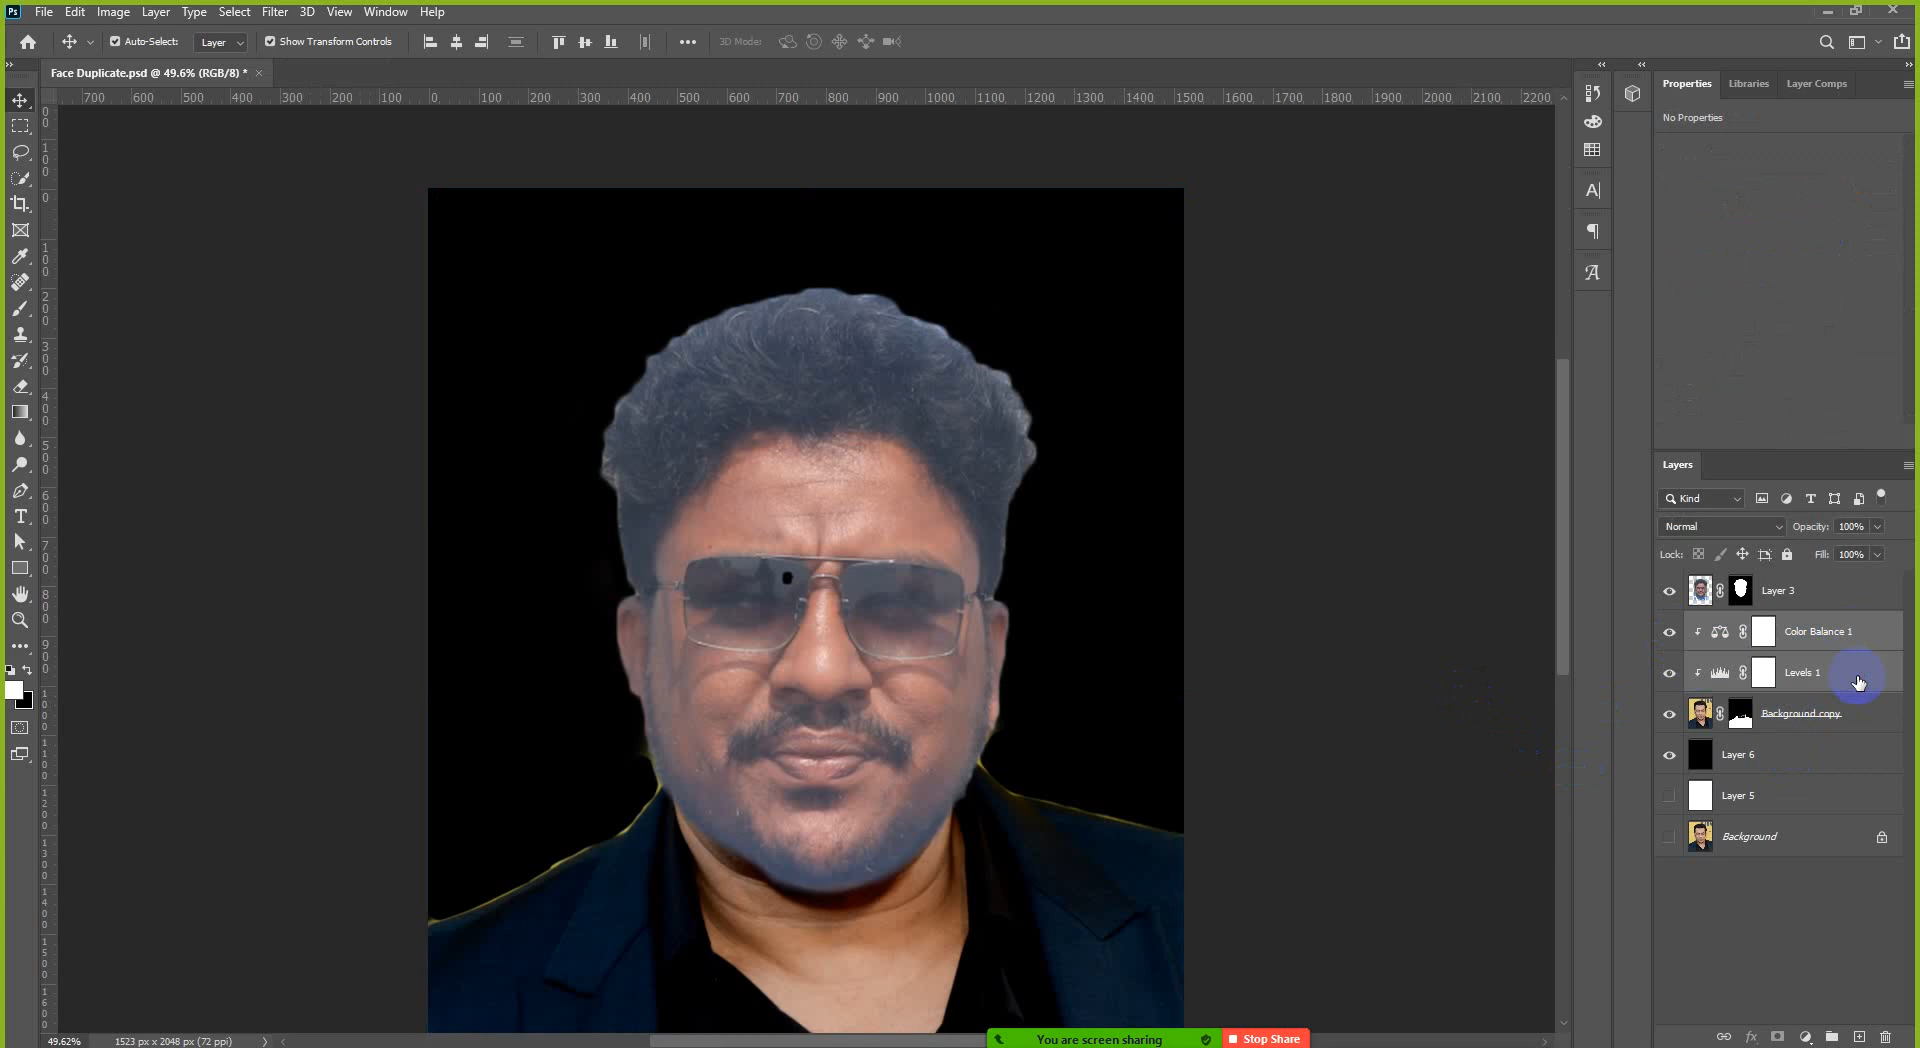 Ps File Edit Image Layer Type Select Filter 3D View Window Help
Auto-Select: Layer Show Transform Controls 3D Mode:
Face Duplicate.psd @ 49.6% (RGB/8) * ×
700 600 500 400 300 200 100 0 100 200 300 400 500 600 700 800 900 1000 1100 1200 1300 1400 1500 1600 1700 1800 1900 2000 2100 2200
Properties Libraries Layer Comps
No Properties
Layers
Kind
Normal Opacity: 100%
Lock: Fill: 100%
Layer 3
Color Balance 1
Levels 1
Background copy
Layer 6
Layer 5
Background
49.62% 1523 px x 2048 px (72 ppi)
You are screen sharing Stop Share